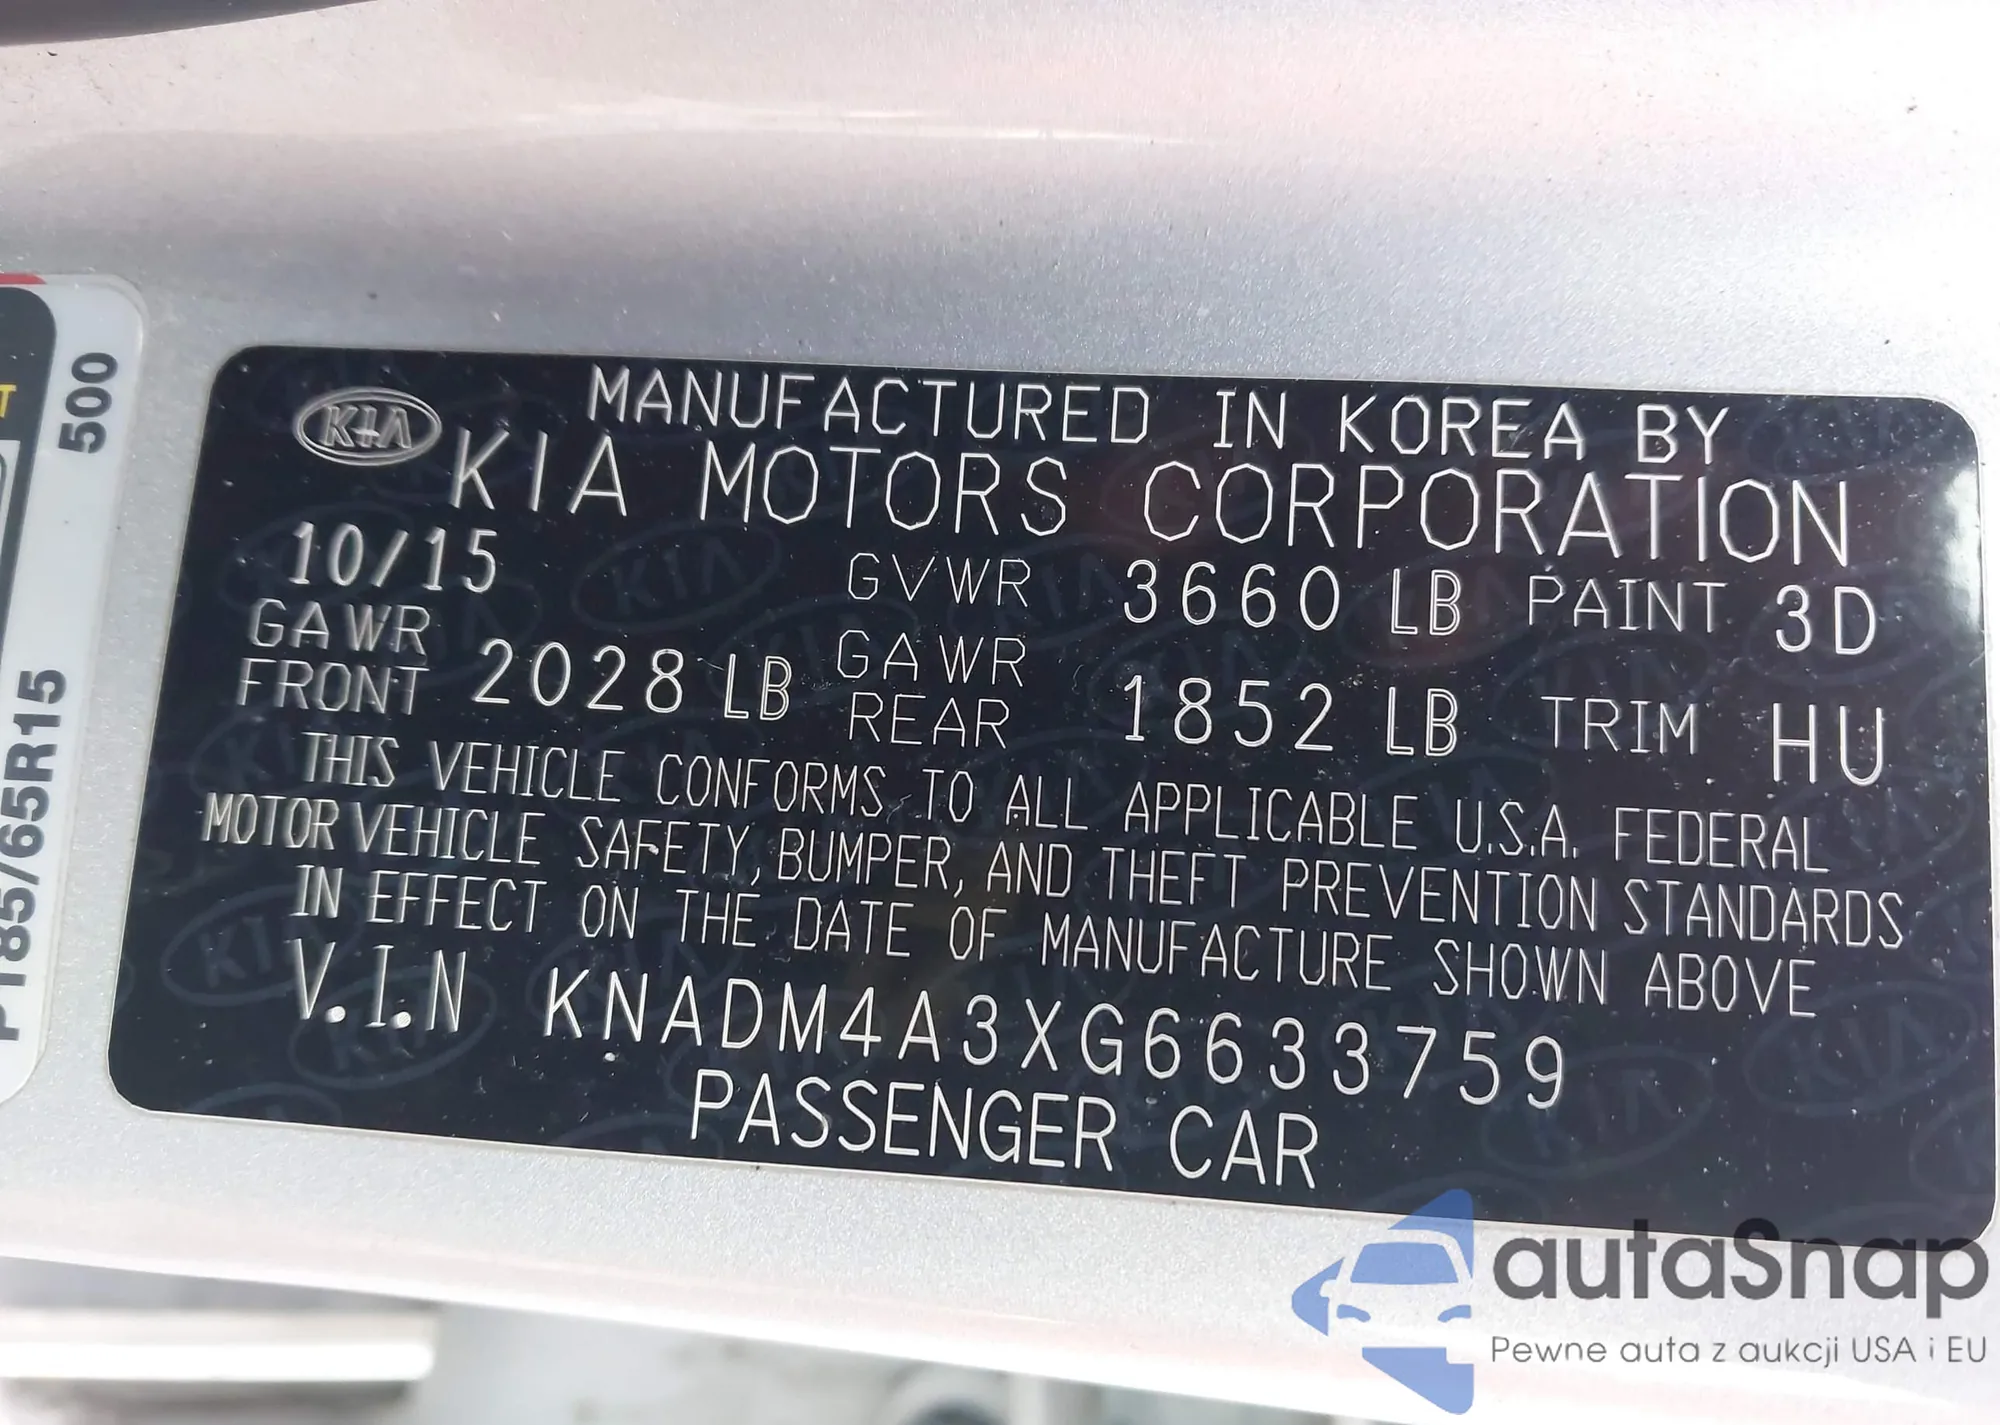 KIA
MANUFACTURED IN KOREA BY
KIA MOTORS CORPORATION
10/15 GVWR 3660 LB PAINT 3D
GAWR FRONT 2028 LB GAWR REAR 1852 LB TRIM HU
THIS VEHICLE CONFORMS TO ALL APPLICABLE U.S.A. FEDERAL
MOTOR VEHICLE SAFETY, BUMPER, AND THEFT PREVENTION STANDARDS
IN EFFECT ON THE DATE OF MANUFACTURE SHOWN ABOVE
V.I.N KNADM4A3XG6633759
PASSENGER CAR
500
P185/65R15
autaSnap
Pewne auta z aukcji USA i EU